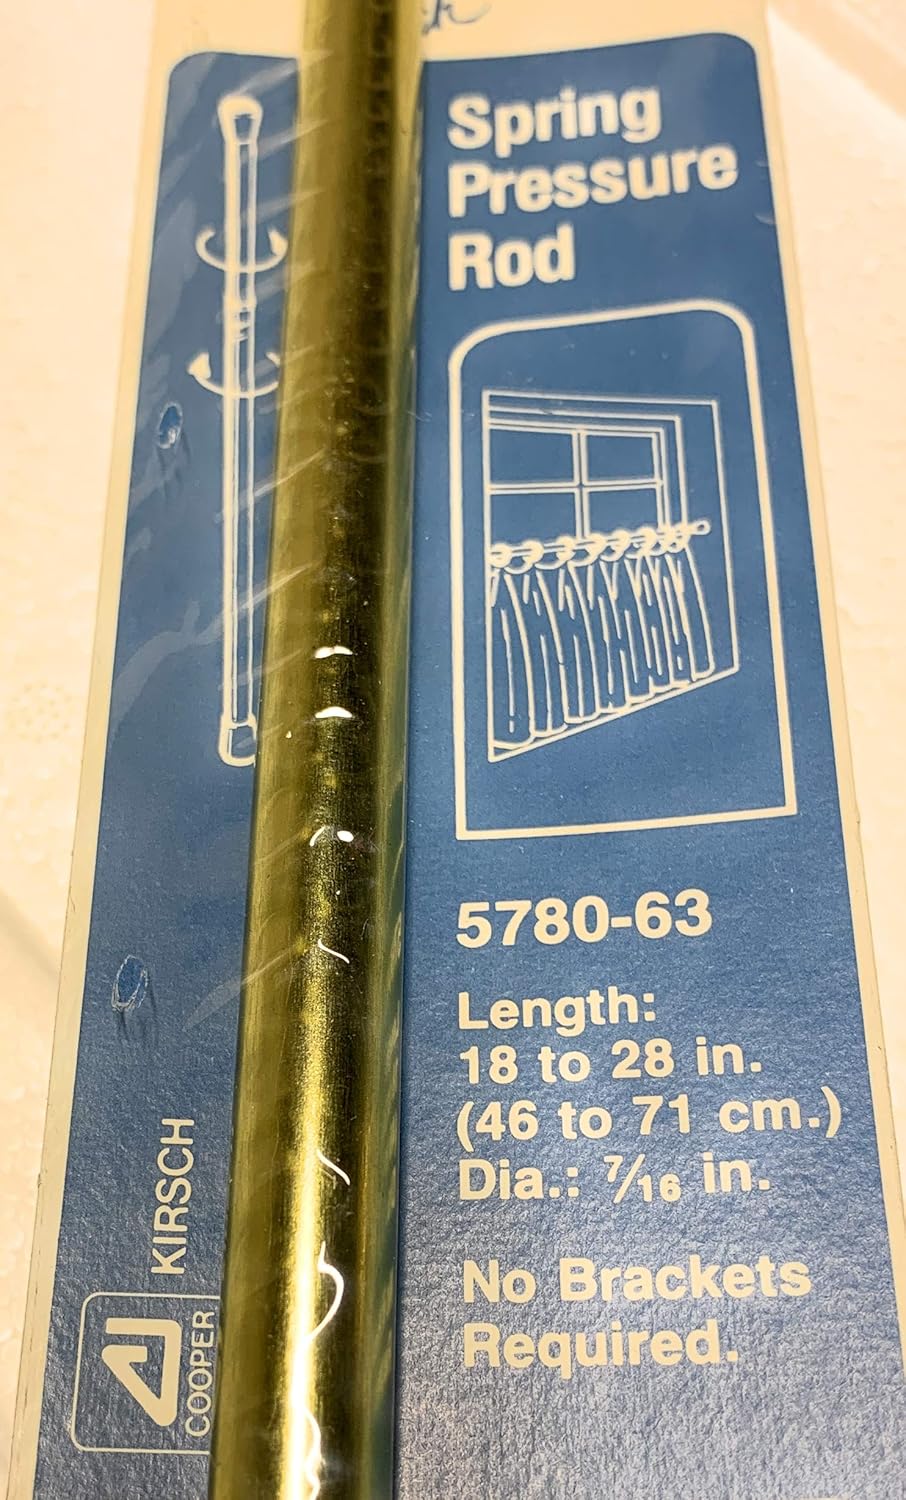 Spring
Pressure
Rod
5780-63
Length:
18 to 28 in.
(46 to 71 cm.)
Dia.: 7/16 in.
No Brackets
Required.
KIRSCH
COOPER